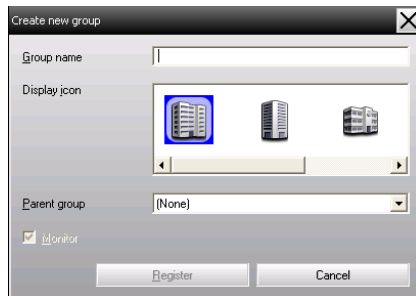 Create new group
Group name
Display icon
Parent group
(None)
Monitor
Register
Cancel